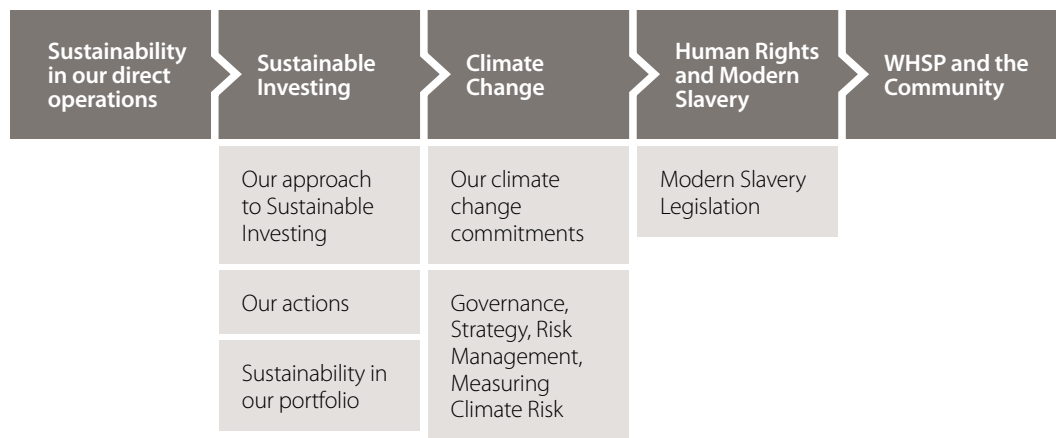 Sustainability
in our direct
operations
Sustainable
Investing
Climate
Change
Human Rights
and Modern
Slavery
WHSP and the
Community
Our approach
to Sustainable
Investing
Our actions
Sustainability in
our portfolio
Our climate
change
commitments
Governance,
Strategy, Risk
Management,
Measuring
Climate Risk
Modern Slavery
Legislation